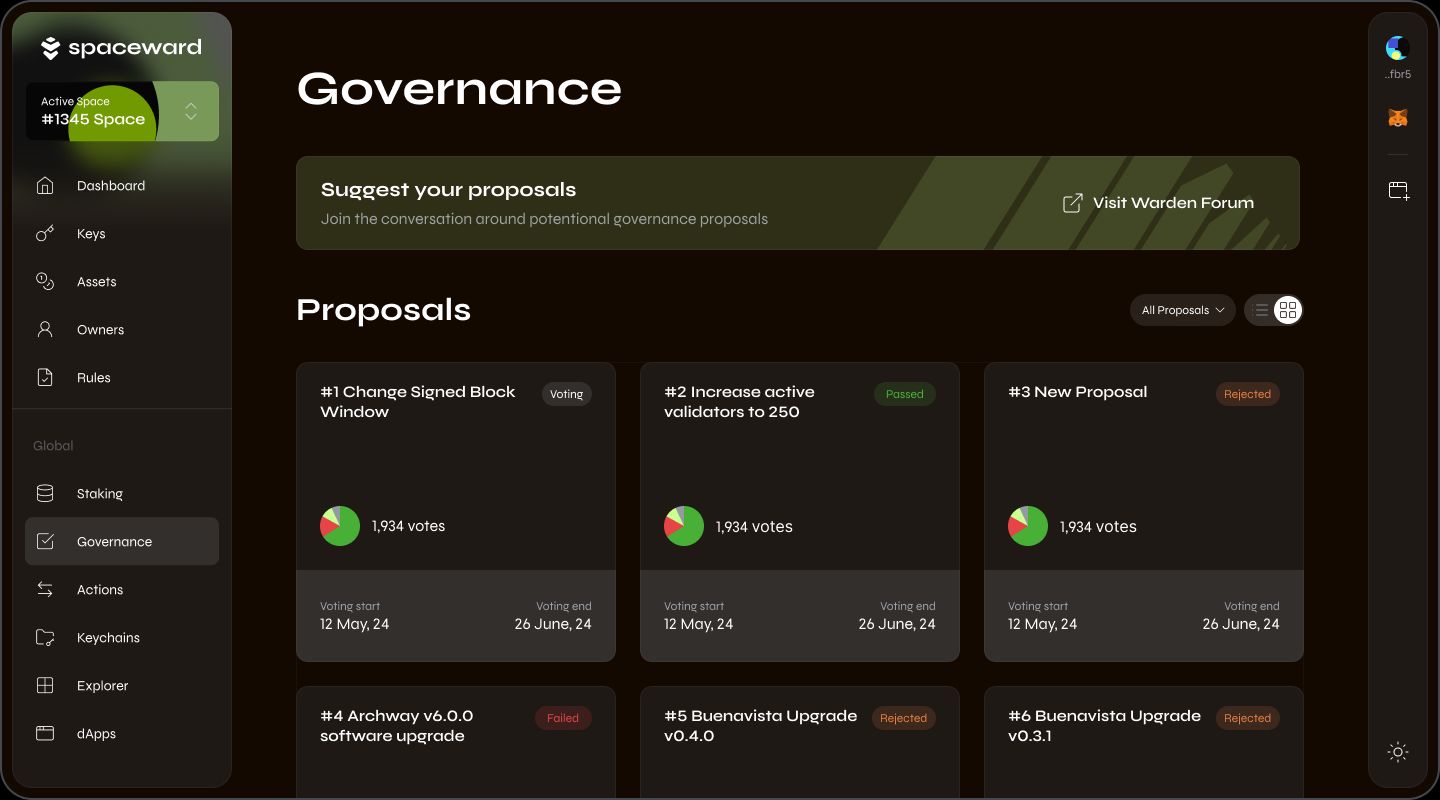 spaceward
Active Space
#1345 Space
Dashboard
Keys
Assets
Owners
Rules
Global
Staking
Governance
Actions
Keychains
Explorer
dApps
Governance
Suggest your proposals
Join the conversation around potentional governance proposals
Visit Warden Forum
Proposals
All Proposals
#1 Change Signed Block
Window
Voting
1,934 votes
Voting start
12 May, 24
Voting end
26 June, 24
#2 Increase active
validators to 250
Passed
1,934 votes
Voting start
12 May, 24
Voting end
26 June, 24
#3 New Proposal
Rejected
1,934 votes
Voting start
12 May, 24
Voting end
26 June, 24
#4 Archway v6.0.0
software upgrade
Failed
#5 Buenavista Upgrade
v0.4.0
Rejected
#6 Buenavista Upgrade
v0.3.1
Rejected
..fbr5